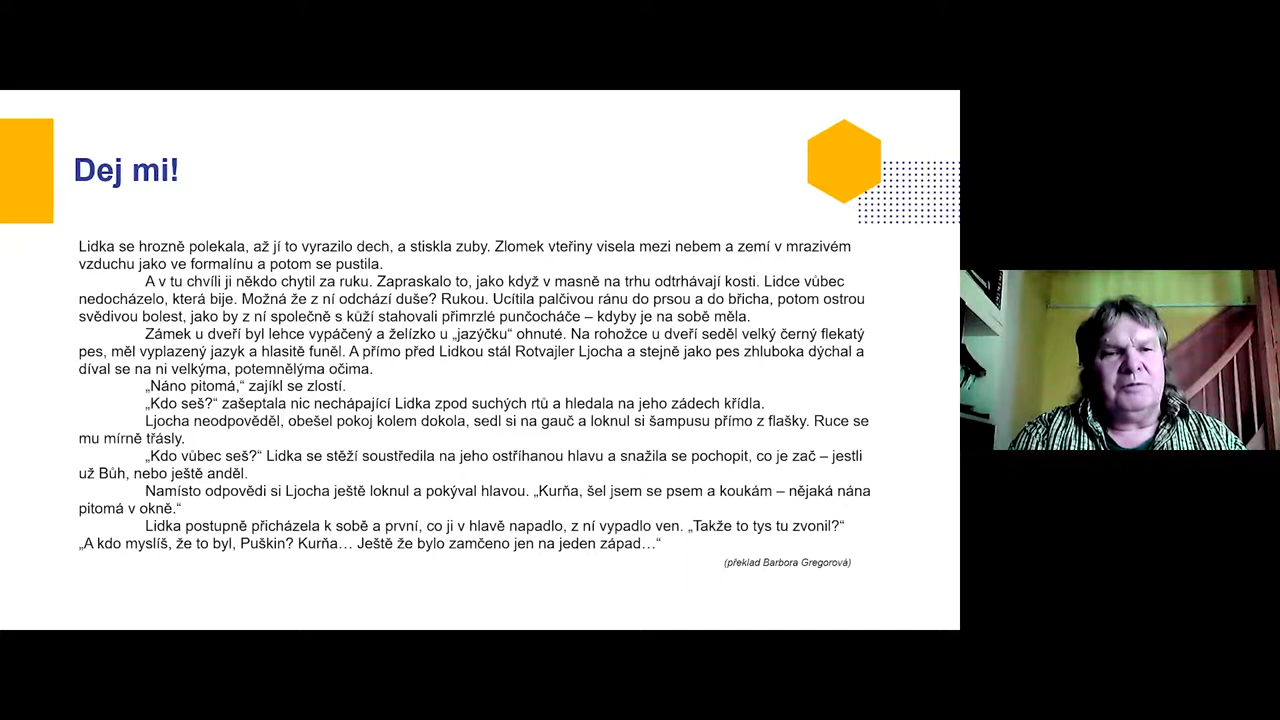 Dej mi!
Lidka se hrozně polekala, až jí to vyrazilo dech, a stiskla zuby. Zlomek vteřiny visela mezi nebem a zemí v mrazivém
vzduchu jako ve formalínu a potom se pustila.
A v tu chvíli ji někdo chytil za ruku. Zapraskalo to, jako když v masně na trhu odtrhávají kosti. Lidce vůbec
nedocházelo, která bije. Možná že z ní odchází duše? Rukou. Ucítila palčivou ránu do prsou a do břicha, potom ostrou
svědivou bolest, jako by z ní společně s kůží stahovali přimrzlé punčocháče – kdyby je na sobě měla.
Zámek u dveří byl lehce vypáčený a želízko u „jazýčku“ ohnuté. Na rohožce u dveří seděl velký černý flekatý
pes, měl vyplazený jazyk a hlasitě funěl. A přímo před Lidkou stál Rotvajler Ljocha a stejně jako pes zhluboka dýchal a
díval se na ni velkýma, potemnělýma očima.
„Náno pitomá,“ zajíkl se zlostí.
„Kdo seš?“ zašeptala nic nechápající Lidka zpod suchých rtů a hledala na jeho zádech křídla.
Ljocha neodpověděl, obešel pokoj kolem dokola, sedl si na gauč a loknul si šampusu přímo z flašky. Ruce se
mu mírně třásly.
„Kdo vůbec seš?“ Lidka se stěží soustředila na jeho ostříhanou hlavu a snažila se pochopit, co je zač – jestli
už Bůh, nebo ještě anděl.
Namísto odpovědi si Ljocha ještě loknul a pokýval hlavou. „Kurňa, šel jsem se psem a koukám – nějaká nána
pitomá v okně.“
Lidka postupně přicházela k sobě a první, co ji v hlavě napadlo, z ní vypadlo ven. „Takže to tys tu zvonil?“
„A kdo myslíš, že to byl, Puškin? Kurňa… Ještě že bylo zamčeno jen na jeden západ…“
(překlad Barbora Gregorová)